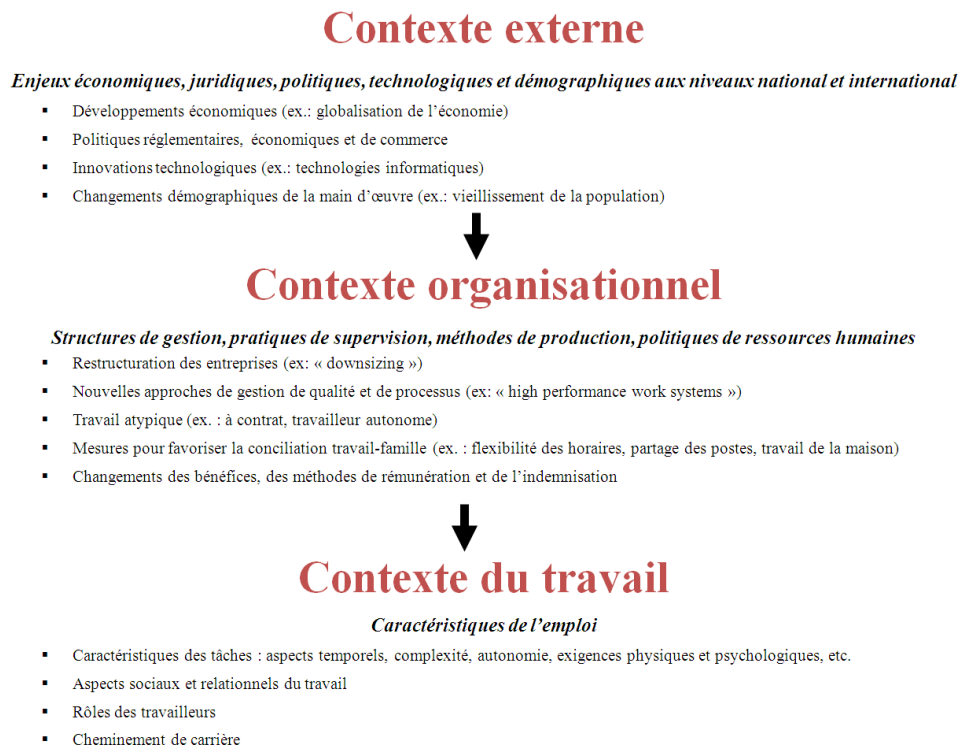 Contexte externe
Enjeux économiques, juridiques, politiques, technologiques et démographiques aux niveaux national et international
▪ Développements économiques (ex.: globalisation de l'économie)
▪ Politiques réglementaires, économiques et de commerce
▪ Innovations technologiques (ex.: technologies informatiques)
▪ Changements démographiques de la main d'œuvre (ex.: vieillissement de la population)
Contexte organisationnel
Structures de gestion, pratiques de supervision, méthodes de production, politiques de ressources humaines
▪ Restructuration des entreprises (ex: « downsizing »)
▪ Nouvelles approches de gestion de qualité et de processus (ex: « high performance work systems »)
▪ Travail atypique (ex. : à contrat, travailleur autonome)
▪ Mesures pour favoriser la conciliation travail-famille (ex. : flexibilité des horaires, partage des postes, travail de la maison)
▪ Changements des bénéfices, des méthodes de rémunération et de l'indemnisation
Contexte du travail
Caractéristiques de l'emploi
▪ Caractéristiques des tâches : aspects temporels, complexité, autonomie, exigences physiques et psychologiques, etc.
▪ Aspects sociaux et relationnels du travail
▪ Rôles des travailleurs
▪ Cheminement de carrière